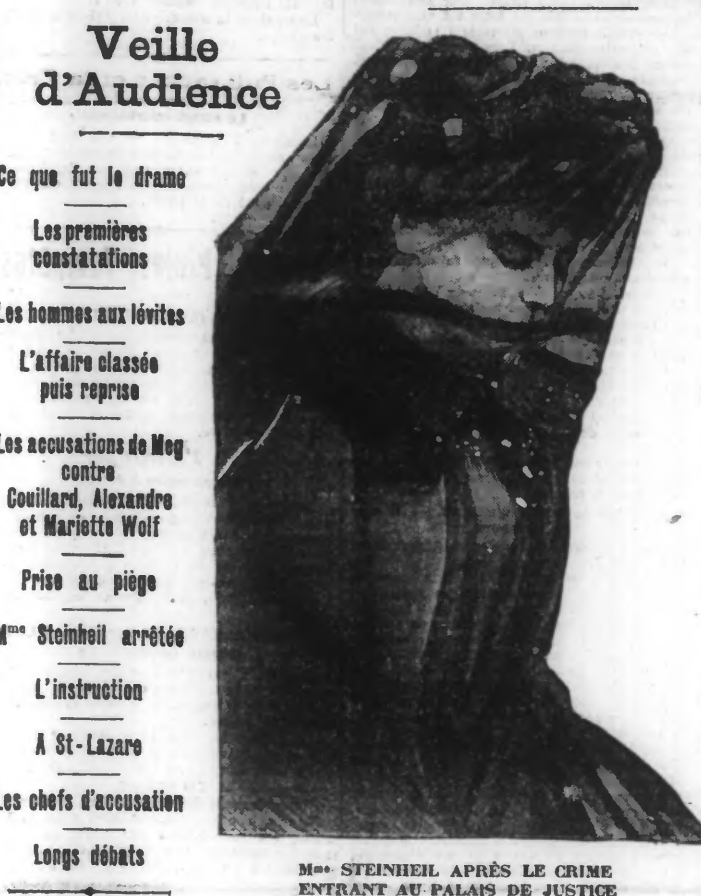 Veille
d'Audience
Ce que fut le drame
Les premières
constatations
Les hommes aux lévites
L'affaire classée
puis reprise
Les accusations de Meg
contre
Couillard, Alexandre
et Mariette Wolf
Prise au piège
Mme Steinheil arrêtée
L'instruction
A St-Lazare
Les chefs d'accusation
Longs débats
Mme STEINHEIL APRÈS LE CRIME
ENTRANT AU PALAIS DE JUSTICE